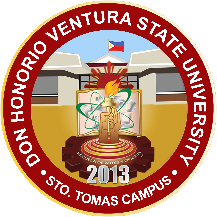 DON HONORIO VENTURA STATE UNIVERSITY
2013
• STO. TOMAS CAMPUS •